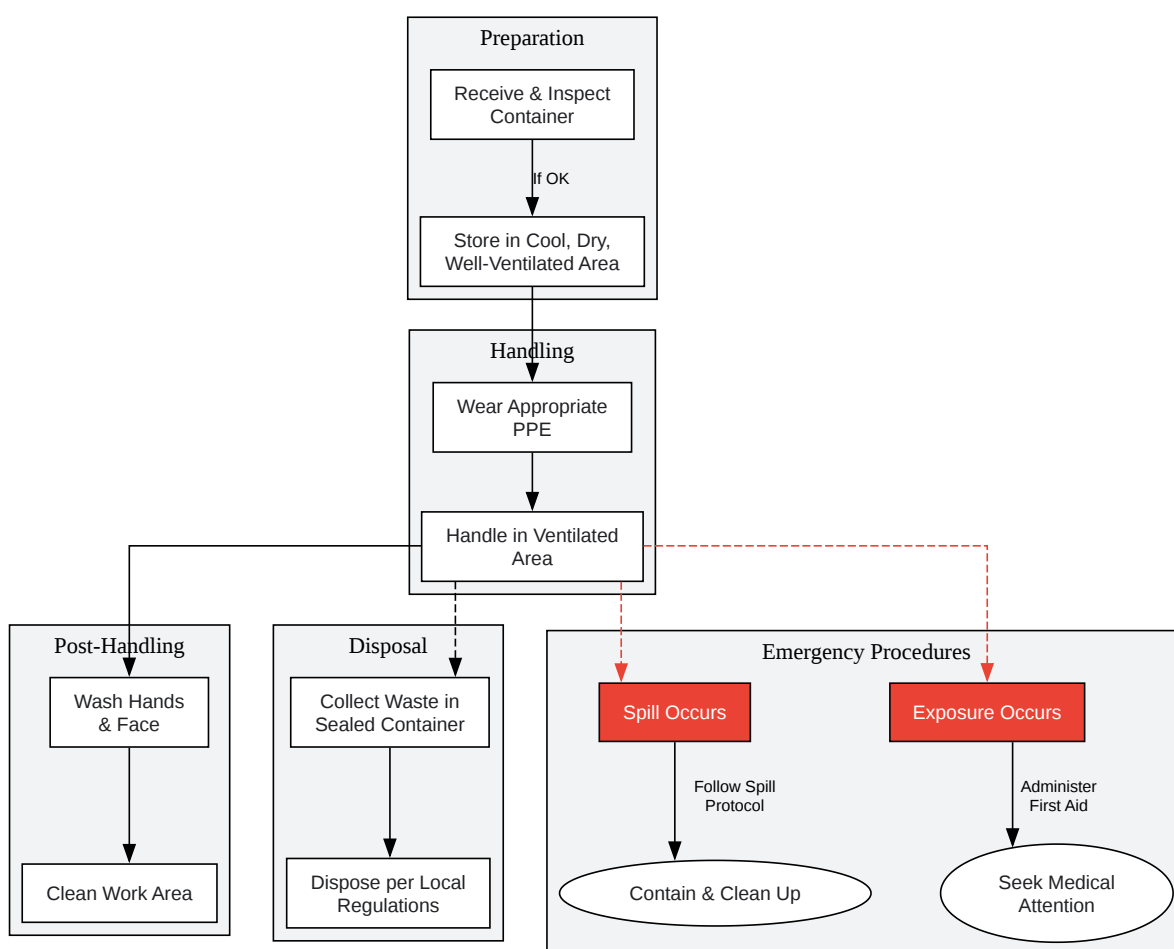 Preparation
Receive & Inspect
Container
If OK
Store in Cool, Dry,
Well-Ventilated Area
Handling
Wear Appropriate
PPE
Handle in Ventilated
Area
Post-Handling
Wash Hands
& Face
Clean Work Area
Disposal
Collect Waste in
Sealed Container
Dispose per Local
Regulations
Emergency Procedures
Spill Occurs
Follow Spill
Protocol
Contain & Clean Up
Exposure Occurs
Administer
First Aid
Seek Medical
Attention